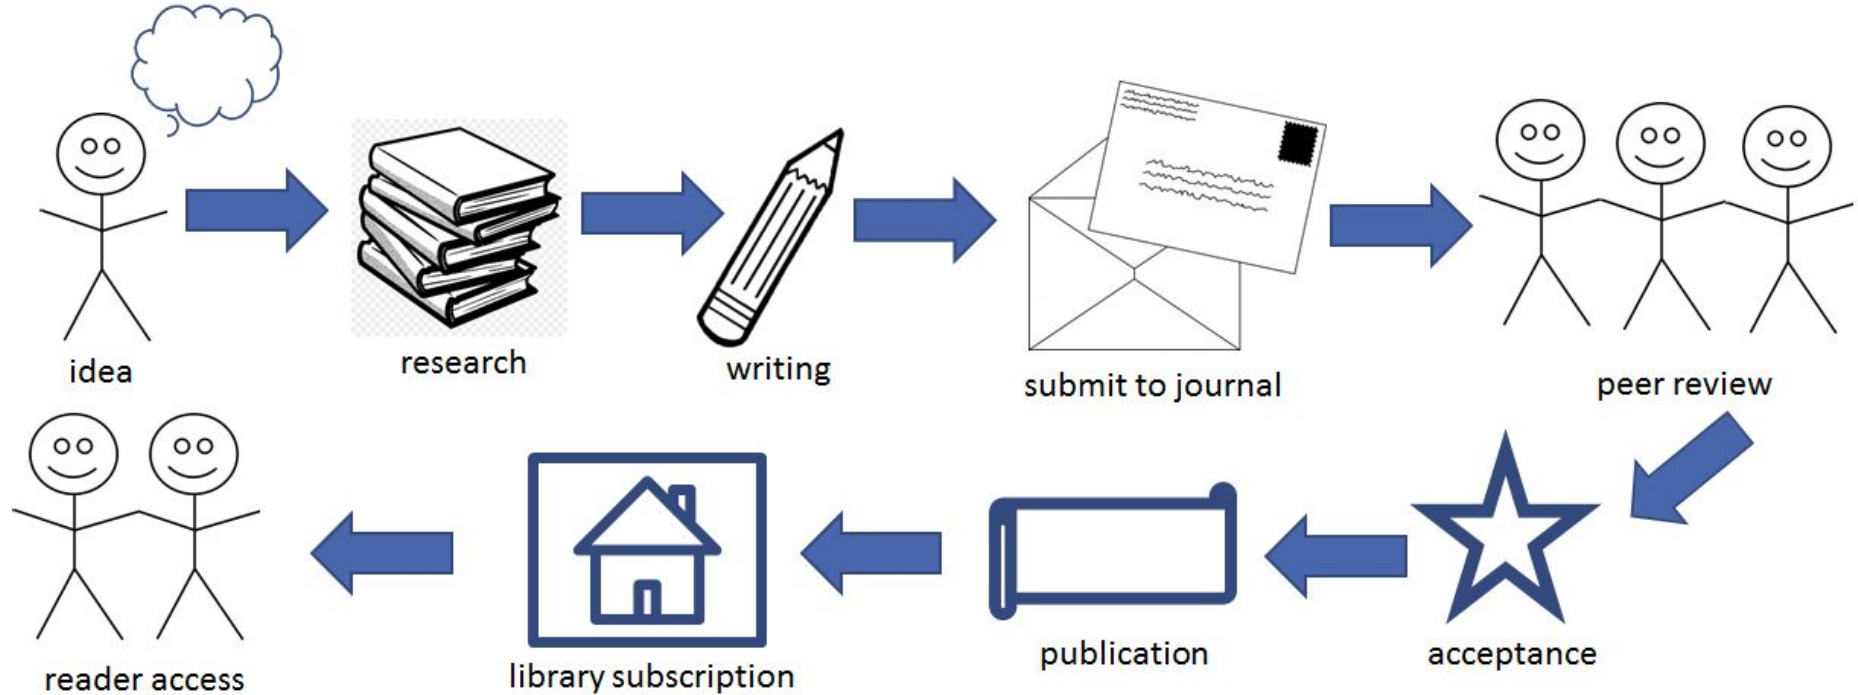 idea
research
writing
submit to journal
peer review
acceptance
publication
library subscription
reader access